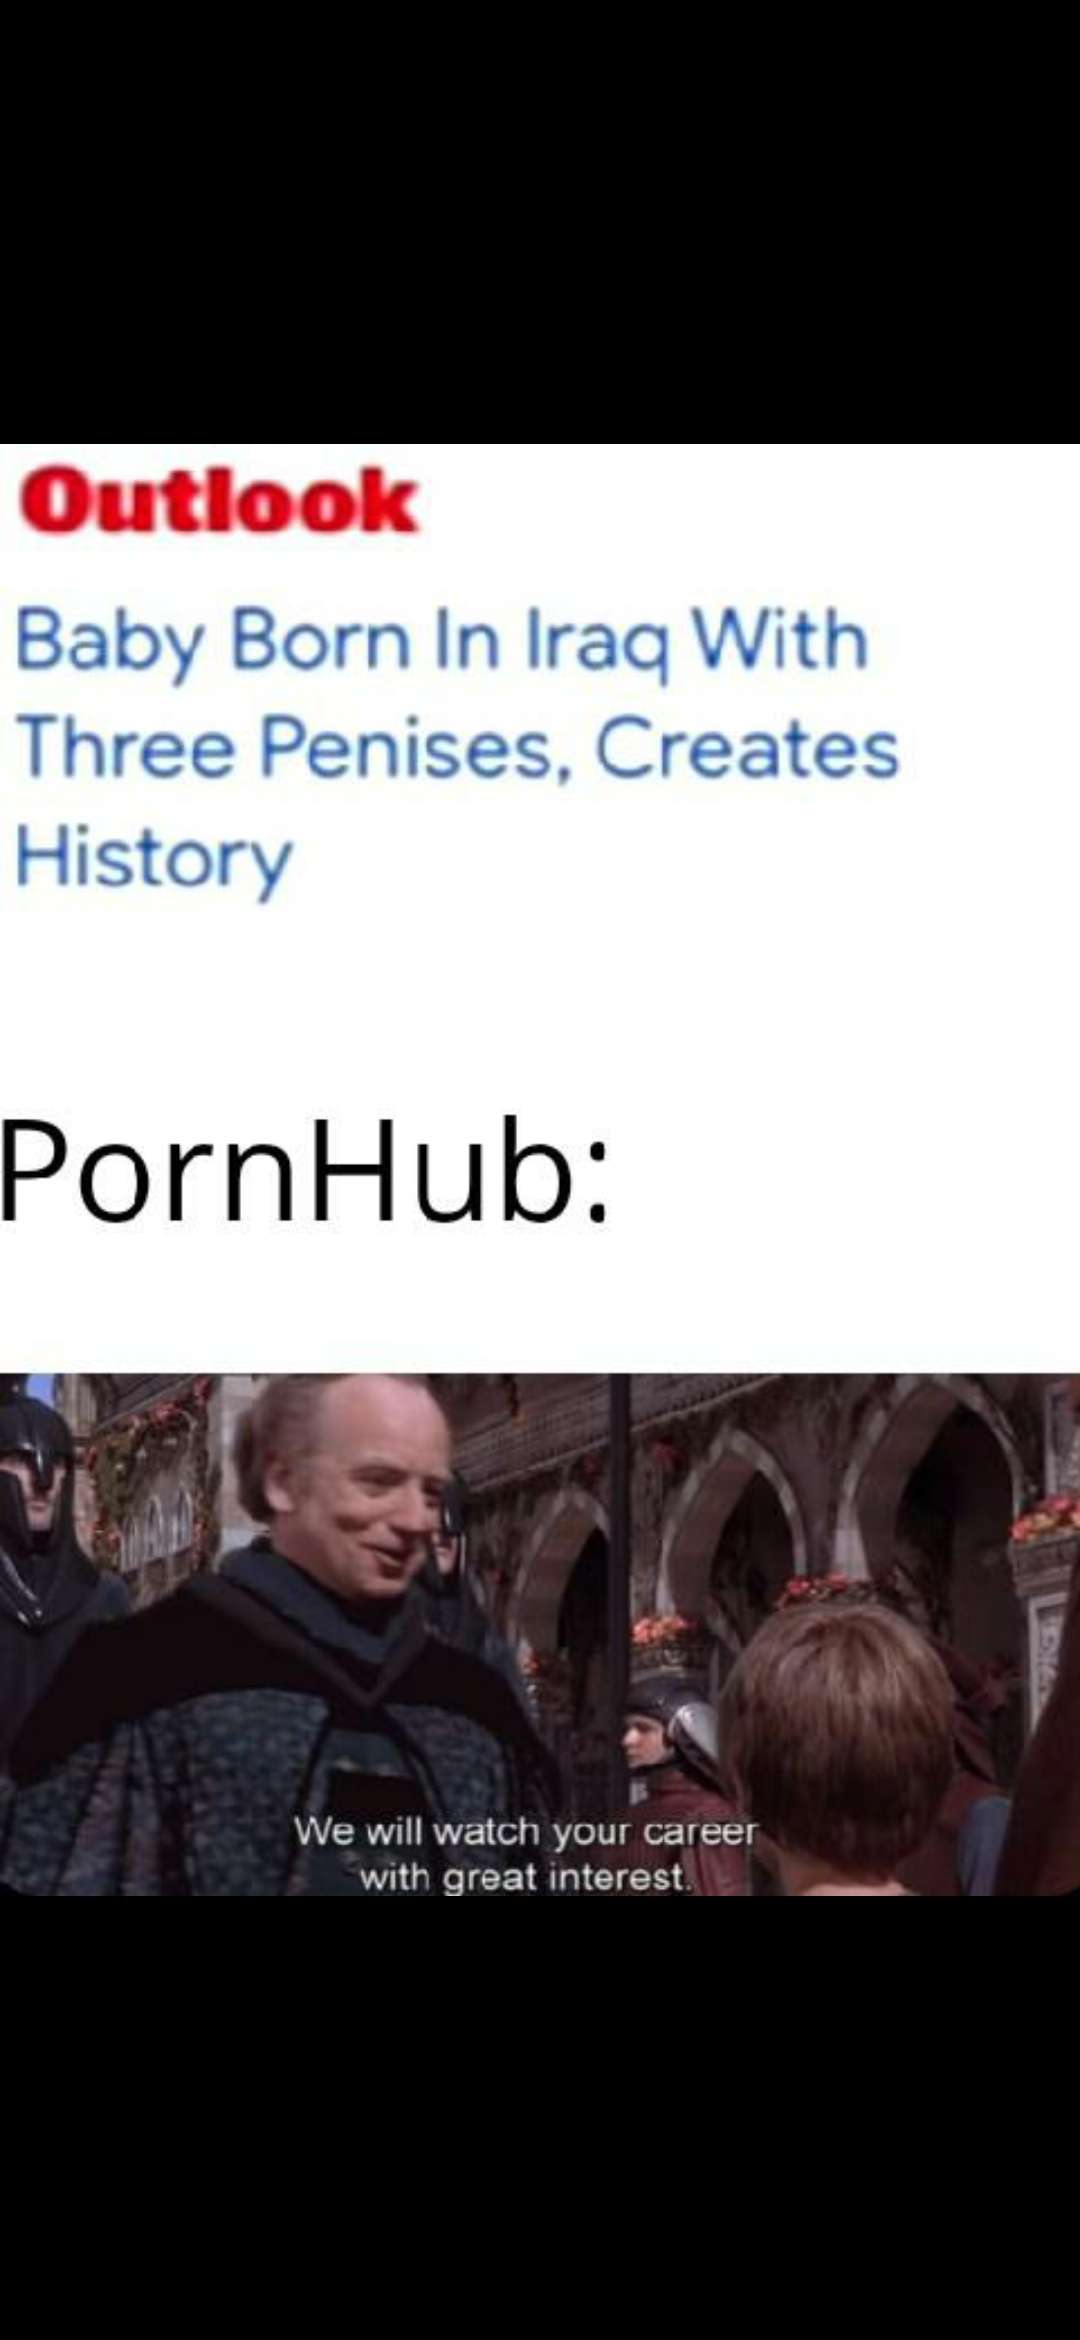 Outlook
Baby Born In Iraq With
Three Penises, Creates
History
PornHub:
We will watch your career
with great interest.